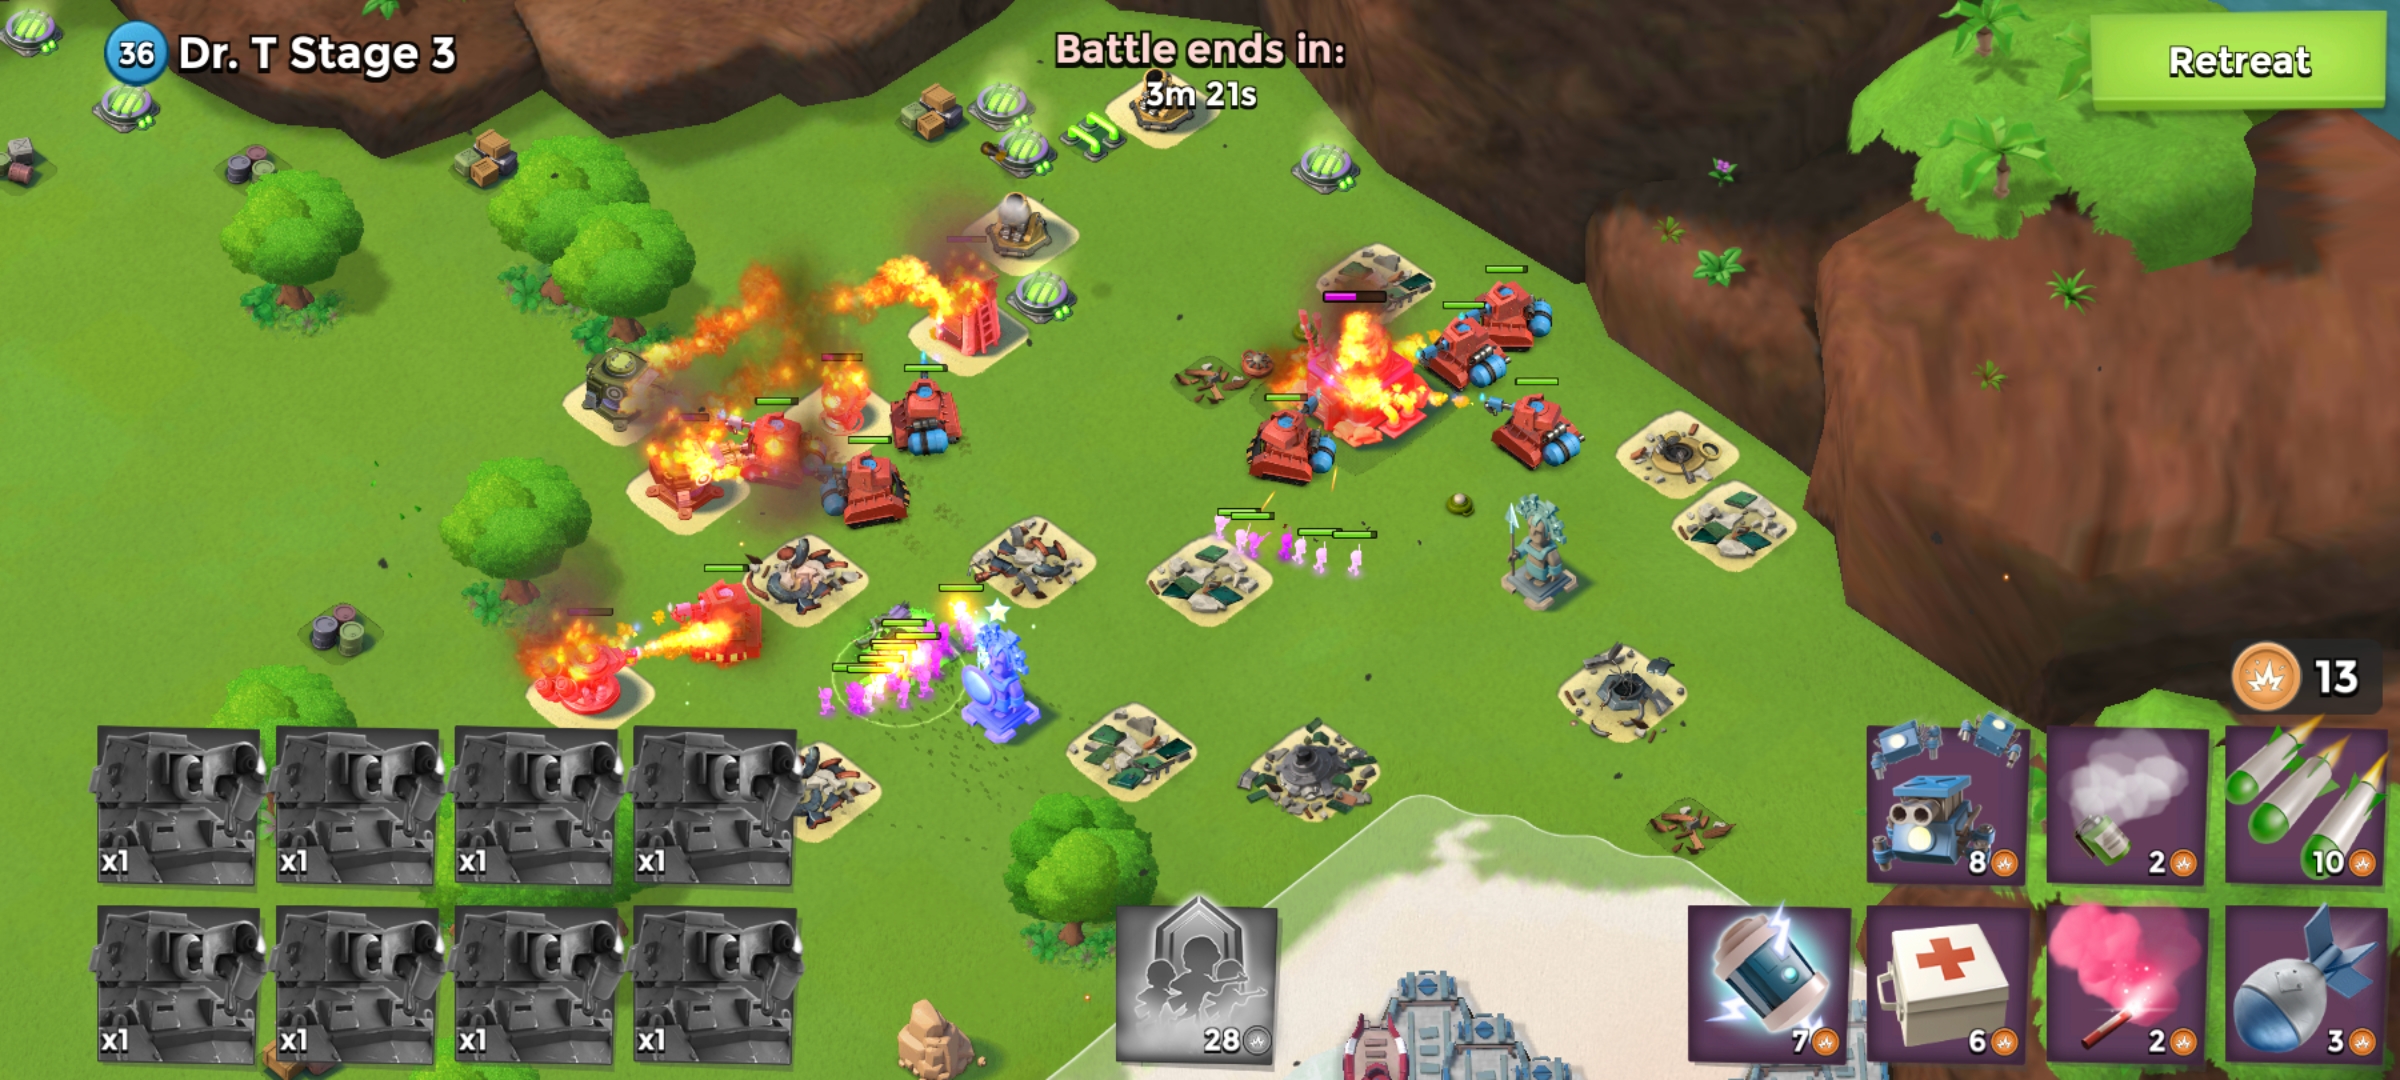 36 Dr. T Stage 3
Battle ends in:
3m 21s
Retreat
13
8
2
10
x1
x1
x1
x1
x1
x1
x1
x1
28
7
6
2
3